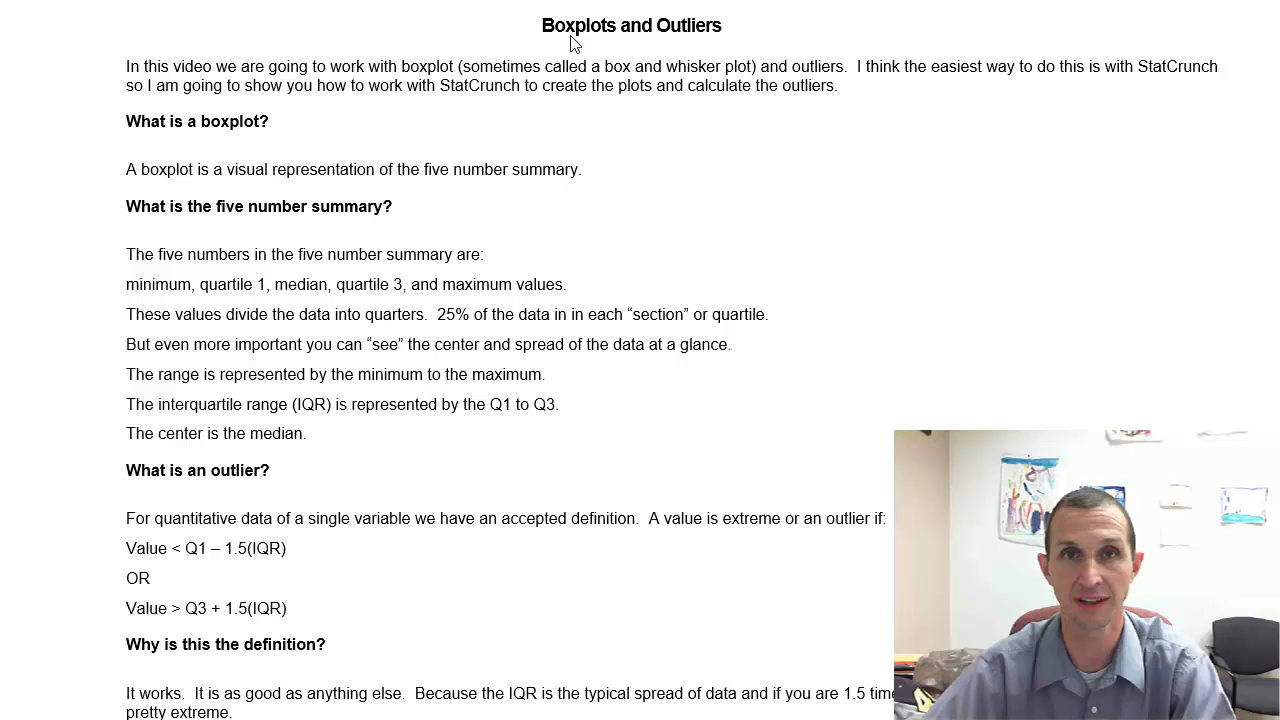 Boxplots and Outliers
In this video we are going to work with boxplot (sometimes called a box and whisker plot) and outliers.  I think the easiest way to do this is with StatCrunch
so I am going to show you how to work with StatCrunch to create the plots and calculate the outliers.
What is a boxplot?
A boxplot is a visual representation of the five number summary.
What is the five number summary?
The five numbers in the five number summary are:
minimum, quartile 1, median, quartile 3, and maximum values.
These values divide the data into quarters.  25% of the data in in each “section” or quartile.
But even more important you can “see” the center and spread of the data at a glance.
The range is represented by the minimum to the maximum.
The interquartile range (IQR) is represented by the Q1 to Q3.
The center is the median.
What is an outlier?
For quantitative data of a single variable we have an accepted definition.  A value is extreme or an outlier if:
Value < Q1 – 1.5(IQR)
OR
Value > Q3 + 1.5(IQR)
Why is this the definition?
It works.  It is as good as anything else.  Because the IQR is the typical spread of data and if you are 1.5
pretty extreme.